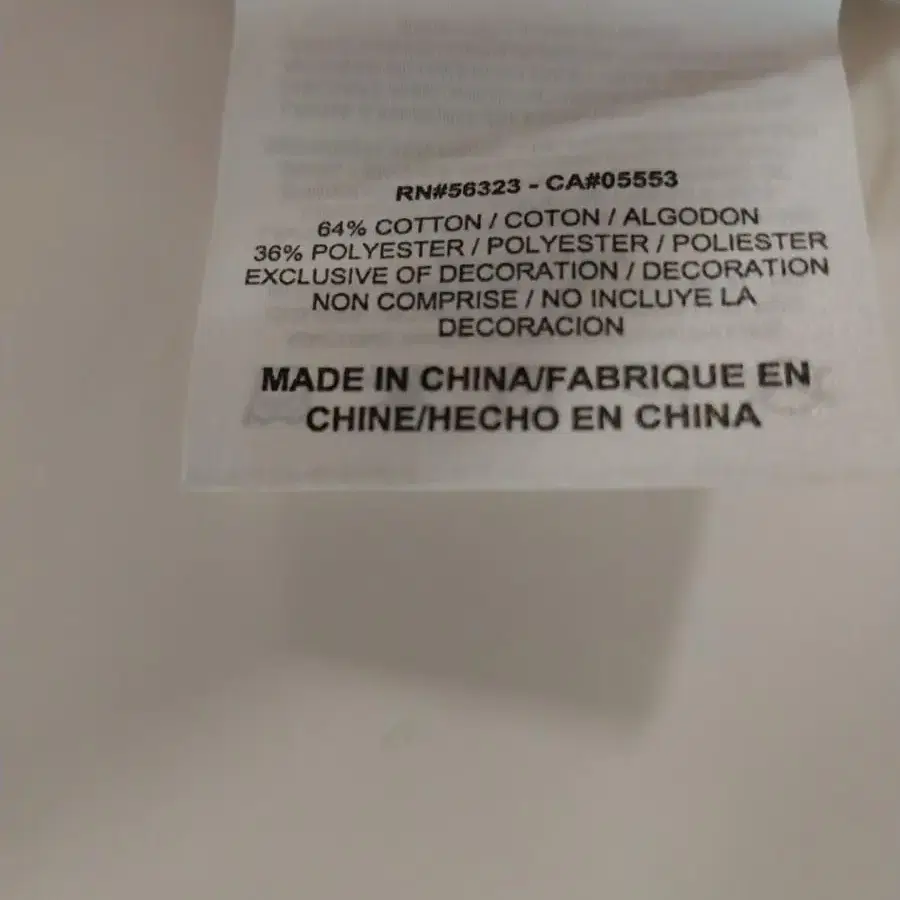 RN#56323 - CA#05553
64% COTTON / COTON / ALGODON
36% POLYESTER / POLYESTER / POLIESTER
EXCLUSIVE OF DECORATION / DECORATION
NON COMPRISE / NO INCLUYE LA
DECORACION
MADE IN CHINA/FABRIQUE EN
CHINE/HECHO EN CHINA